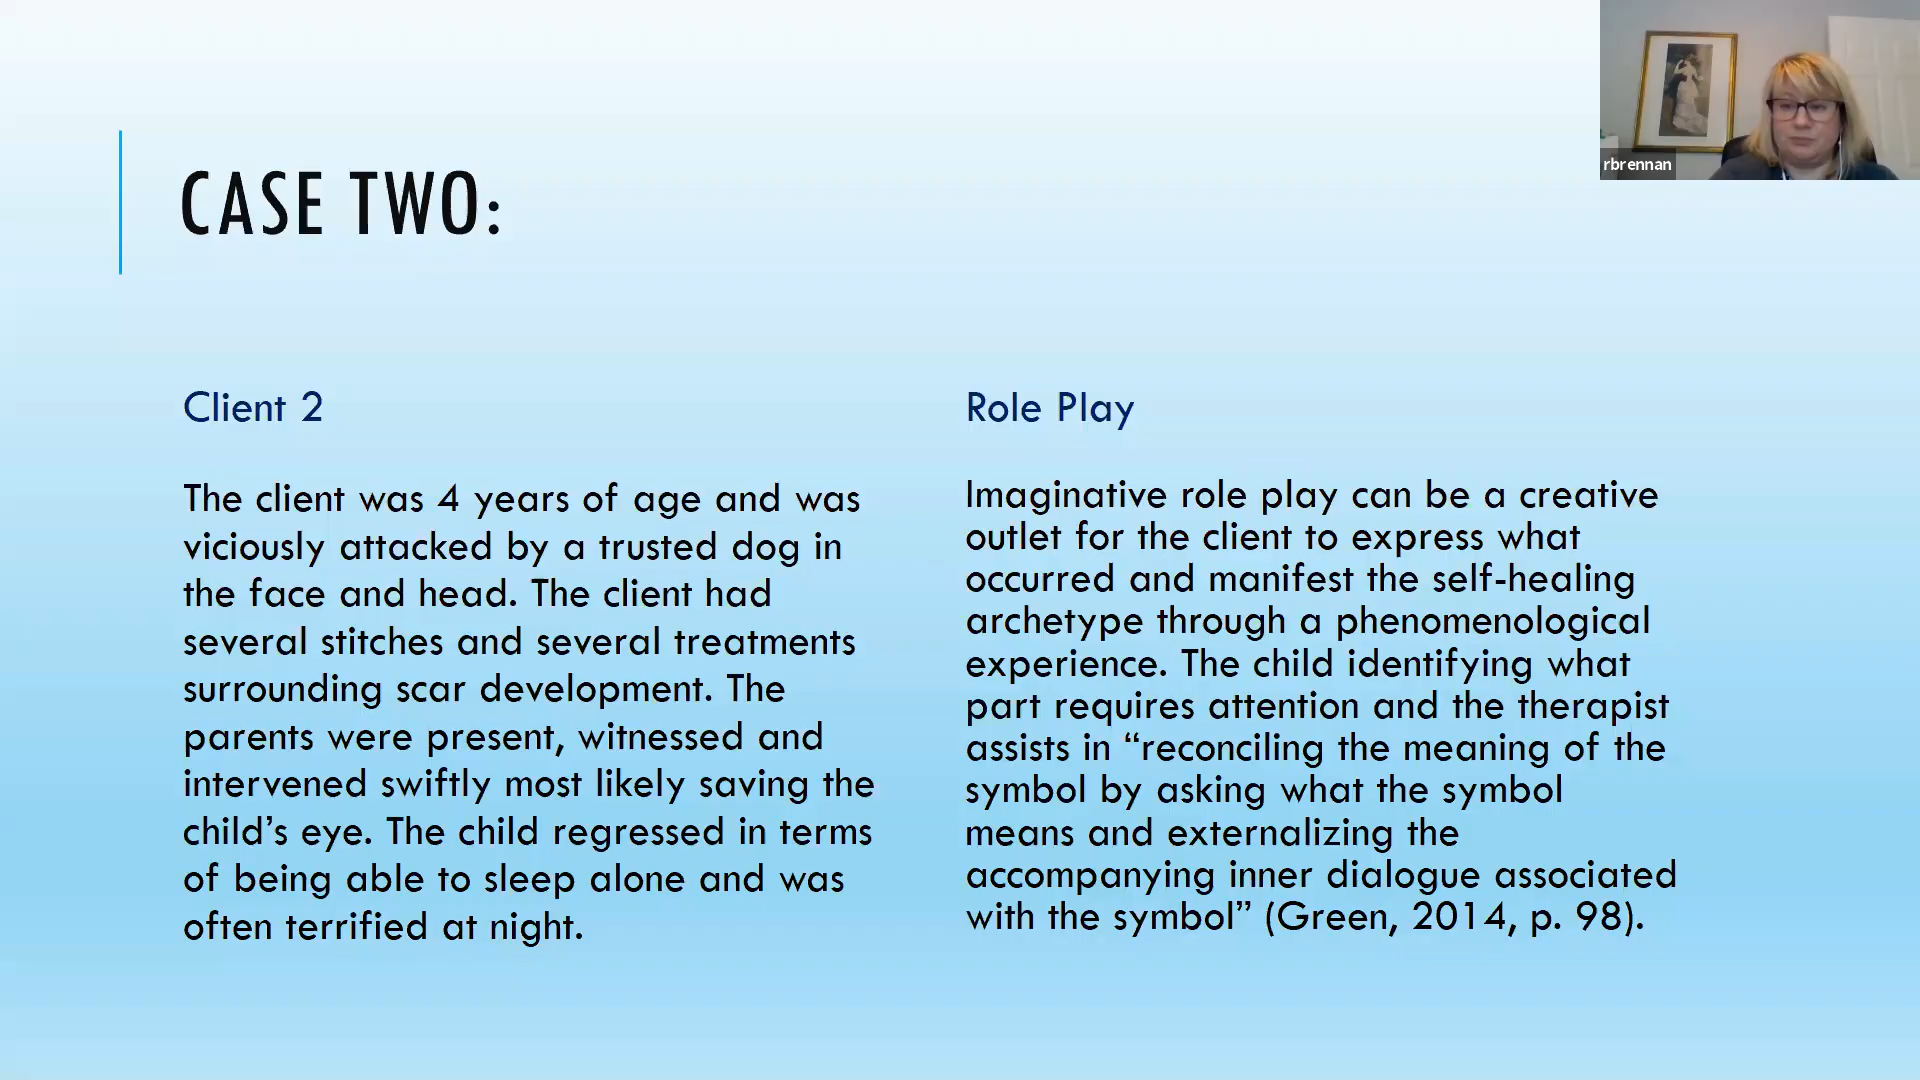 CASE TWO:
rbrennan
Client 2
The client was 4 years of age and was
viciously attacked by a trusted dog in
the face and head. The client had
several stitches and several treatments
surrounding scar development. The
parents were present, witnessed and
intervened swiftly most likely saving the
child’s eye. The child regressed in terms
of being able to sleep alone and was
often terrified at night.
Role Play
Imaginative role play can be a creative
outlet for the client to express what
occurred and manifest the self-healing
archetype through a phenomenological
experience. The child identifying what
part requires attention and the therapist
assists in “reconciling the meaning of the
symbol by asking what the symbol
means and externalizing the
accompanying inner dialogue associated
with the symbol” (Green, 2014, p. 98).